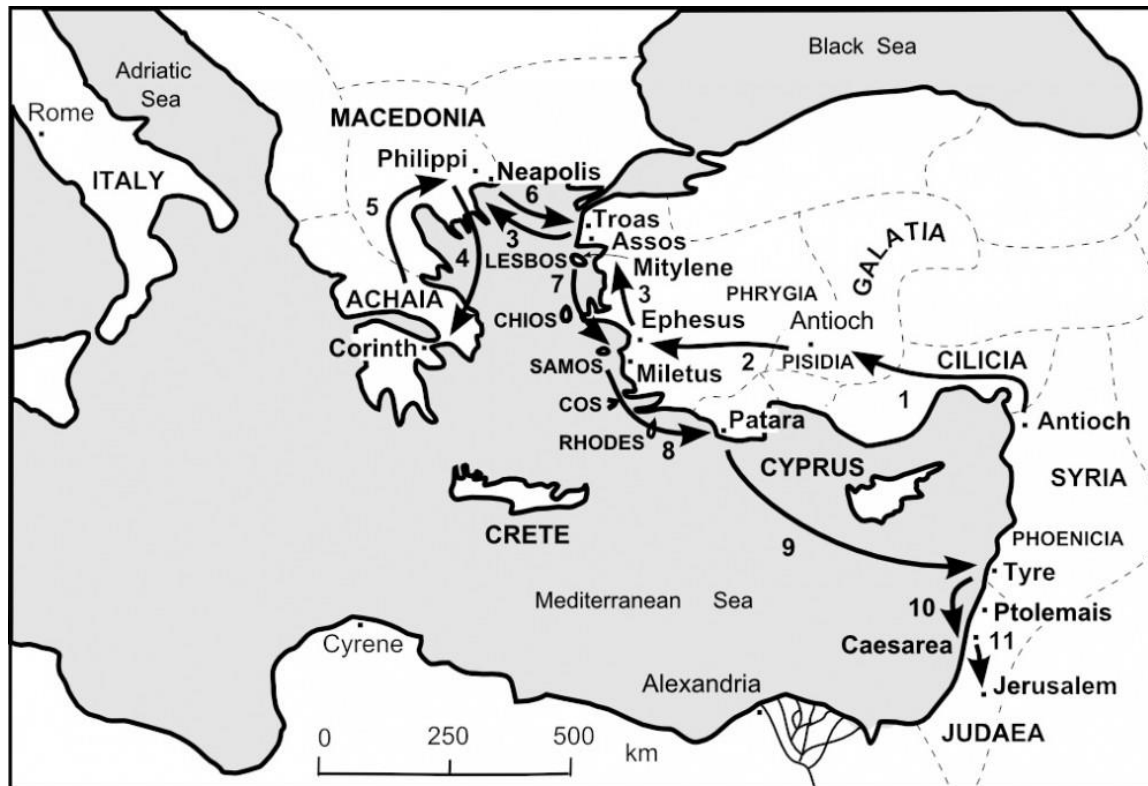 Black Sea
Adriatic
Sea
Rome
MACEDONIA
Philippi
Neapolis
ITALY
5
6
Troas
3
Assos
4
LESBOS
Mitylene
GALATIA
7
3
PHRYGIA
ACHAIA
CHIOS
Ephesus
Antioch
Corinth
2
PISIDIA
CILICIA
SAMOS
Miletus
1
COS
Patara
Antioch
RHODES
8
CYPRUS
SYRIA
CRETE
9
PHOENICIA
Tyre
Mediterranean Sea
10
Ptolemais
Cyrene
Caesarea
11
Alexandria
Jerusalem
0 250 500
km
JUDAEA